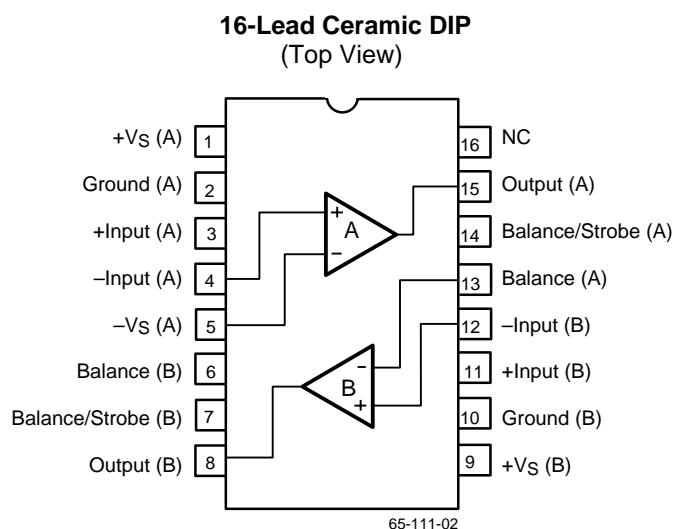 16-Lead Ceramic DIP
(Top View)
+VS (A) 1
Ground (A) 2
+Input (A) 3
–Input (A) 4
–VS (A) 5
Balance (B) 6
Balance/Strobe (B) 7
Output (B) 8
16 NC
15 Output (A)
14 Balance/Strobe (A)
13 Balance (A)
12 –Input (B)
11 +Input (B)
10 Ground (B)
9 +VS (B)
+
A
–
-
B
+
65-111-02